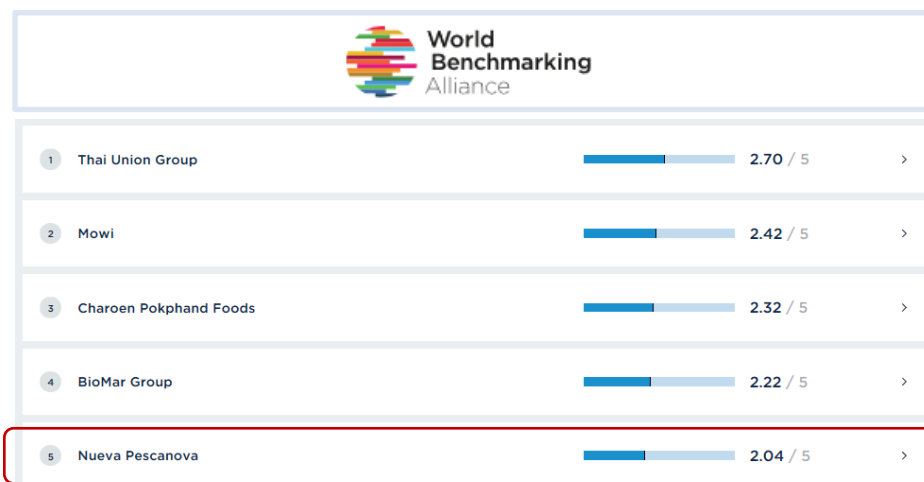 World
Benchmarking
Alliance
1 Thai Union Group 2.70 / 5
2 Mowi 2.42 / 5
3 Charoen Pokphand Foods 2.32 / 5
4 BioMar Group 2.22 / 5
5 Nueva Pescanova 2.04 / 5